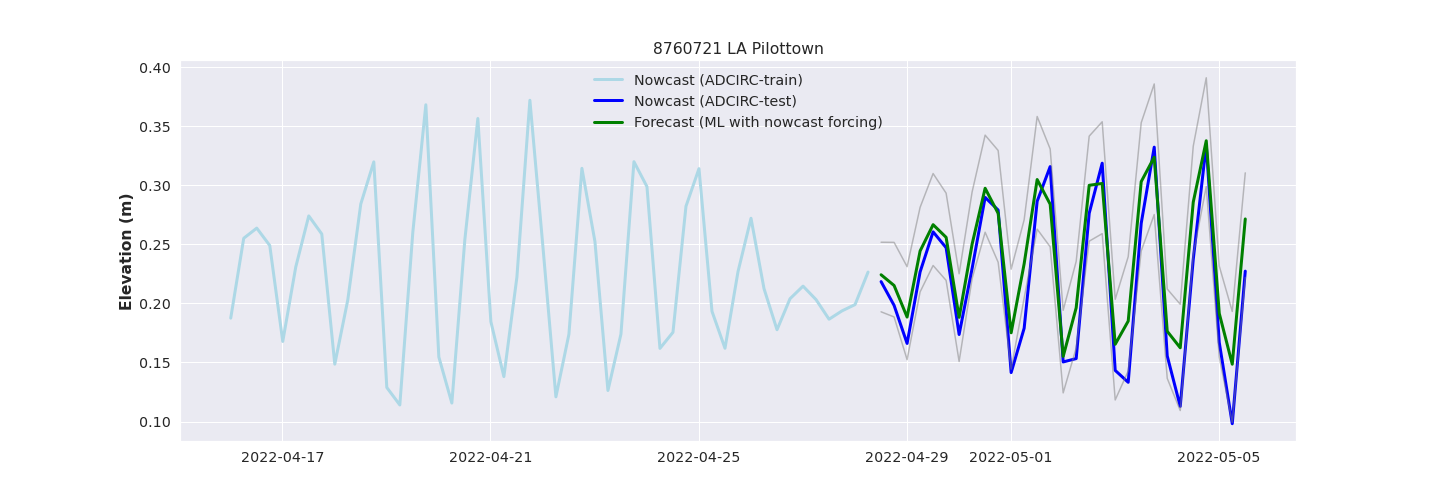 8760721 LA Pilottown
Nowcast (ADCIRC-train)
Nowcast (ADCIRC-test)
Forecast (ML with nowcast forcing)
Elevation (m)
0.40
0.35
0.30
0.25
0.20
0.15
0.10
2022-04-17 2022-04-21 2022-04-25 2022-04-29 2022-05-01 2022-05-05